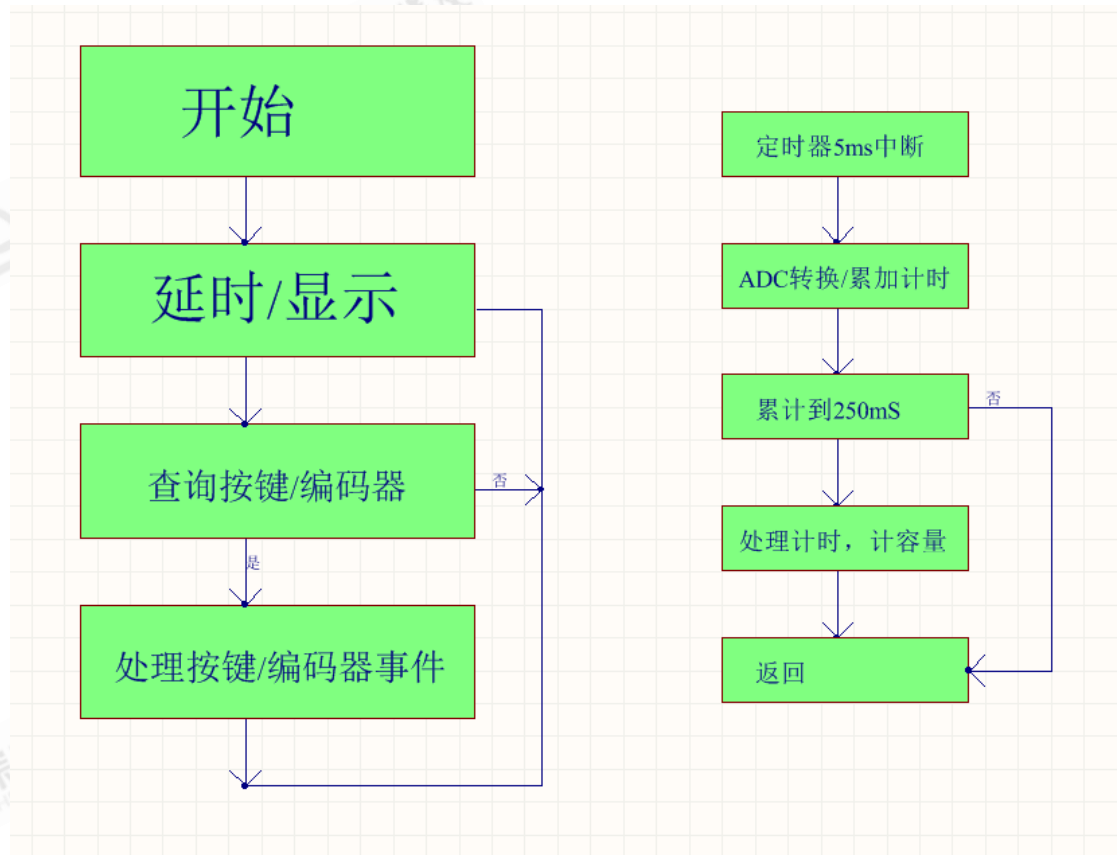 开始
延时/显示
查询按键/编码器
否
是
处理按键/编码器事件
定时器5ms中断
ADC转换/累加计时
累计到250mS
否
处理计时，计容量
返回